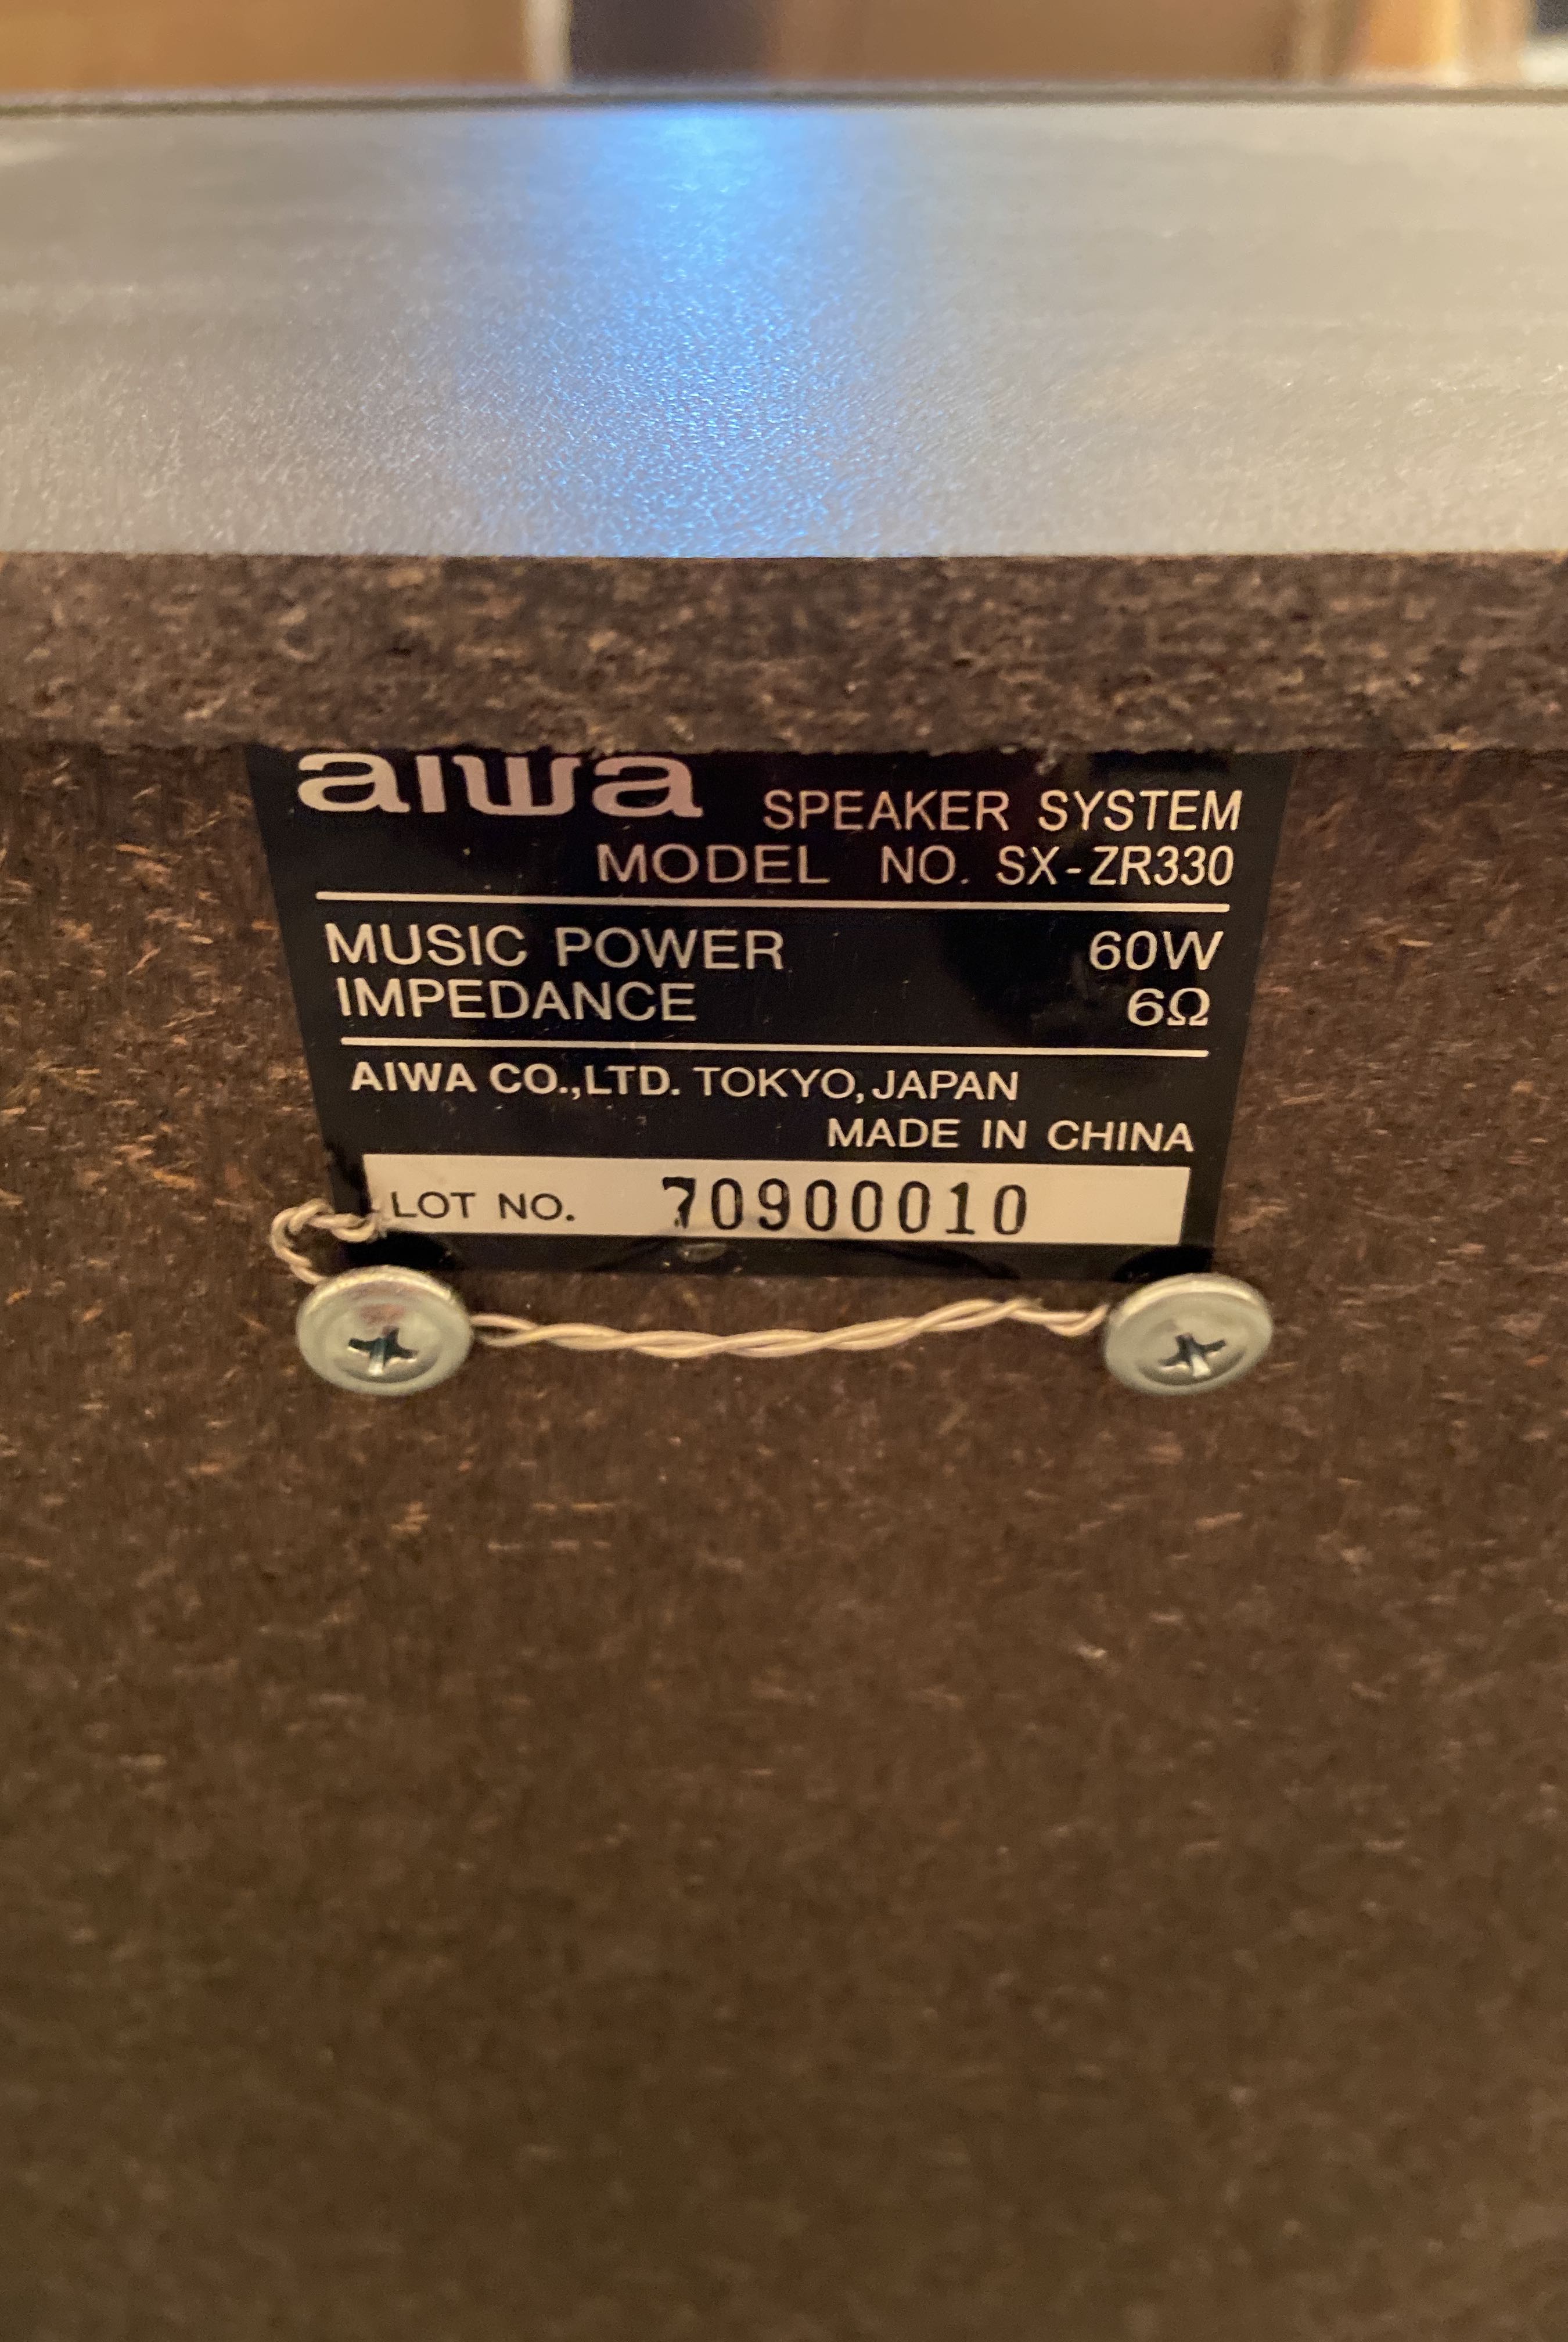 aiwa SPEAKER SYSTEM
MODEL NO. SX-ZR330
MUSIC POWER 60W
IMPEDANCE 6Ω
AIWA CO.,LTD. TOKYO, JAPAN
MADE IN CHINA
LOT NO. 70900010